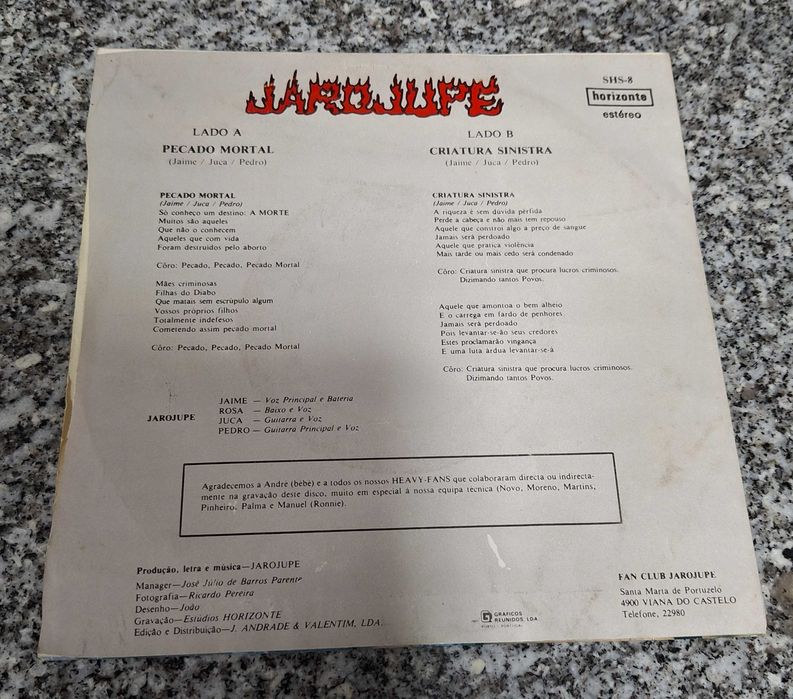 JAROJUPE
SHS-8
horizonte
estéreo
LADO A
PECADO MORTAL
(Jaime / Juca / Pedro)
LADO B
CRIATURA SINISTRA
(Jaime / Juca / Pedro)
PECADO MORTAL
(Jaime / Juca / Pedro)
Só conheço um destino: A MORTE
Muitos são aqueles
Que não o conhecem
Aqueles que com vida
Foram destruídos pelo aborto
Côro: Pecado, Pecado, Pecado Mortal
Mães criminosas
Filhas do Diabo
Que matais sem escrúpulo algum
Vossos próprios filhos
Totalmente indefesos
Cometendo assim pecado mortal
Côro: Pecado, Pecado, Pecado Mortal
CRIATURA SINISTRA
(Jaime / Juca / Pedro)
A riqueza é sem dúvida pérfida
Perde a cabeça e não mais tem repouso
Aquele que constroi algo a preço de sangue
Jamais será perdoado
Aquele que pratica violência
Mais tarde ou mais cedo será condenado
Côro: Criatura sinistra que procura lucros criminosos.
Dizimando tantos Povos.
Aquele que amontoa o bem alheio
E o carrega em fardo de penhores
Jamais será perdoado
Pois levantar-se-ão seus credores
Estes proclamarão vingança
E uma luta árdua levantar-se-á
Côro: Criatura sinistra que procura lucros criminosos.
Dizimando tantos Povos.
JAROJUPE
JAIME — Voz Principal e Bateria
ROSA — Baixo e Voz
JUCA — Guitarra e Voz
PEDRO — Guitarra Principal e Voz
Agradecemos a André (bébé) e a todos os nossos HEAVY-FANS que colaboraram directa ou indirecta-
mente na gravação deste disco, muito em especial à nossa equipa técnica (Novo, Moreno, Martins,
Pinheiro, Palma e Manuel (Ronnie).
Produção, letra e música—JAROJUPE
Manager—José Júlio de Barros Parente
Fotografia—Ricardo Pereira
Desenho—João
Gravação—Estúdios HORIZONTE
Edição e Distribuição—J. ANDRADE & VALENTIM, LDA.
GRÁFICOS
REUNIDOS, LDA
PORTO - PORTUGAL
FAN CLUB JAROJUPE
Santa Marta de Portuzelo
4900 VIANA DO CASTELO
Telefone, 22980